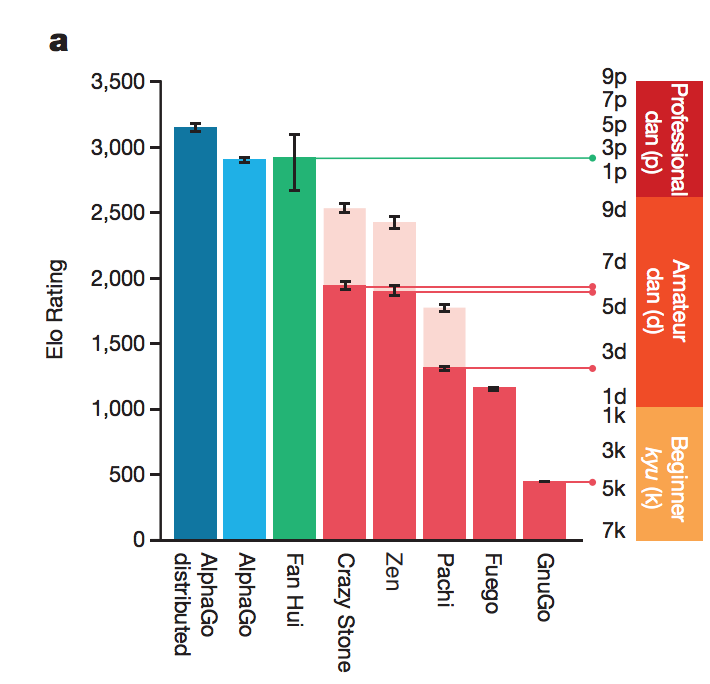 a
3,500
3,000
2,500
2,000
1,500
1,000
500
0
Elo Rating
AlphaGo
distributed
AlphaGo
Fan Hui
Crazy Stone
Zen
Pachi
Fuego
GnuGo
9p
7p
5p
3p
1p
9d
7d
5d
3d
1d
1k
3k
5k
7k
Professional
dan (p)
Amateur
dan (d)
Beginner
kyu (k)